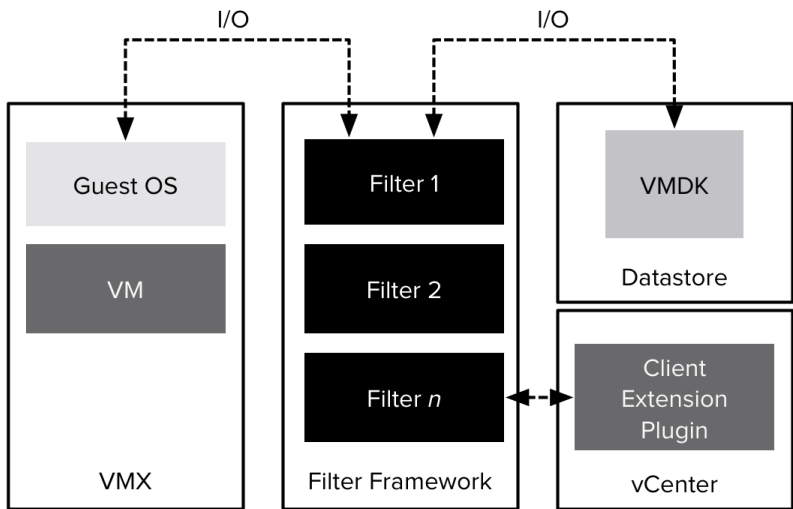 I/O
I/O
Guest OS
VM
VMX
Filter 1
Filter 2
Filter n
Filter Framework
VMDK
Datastore
Client
Extension
Plugin
vCenter